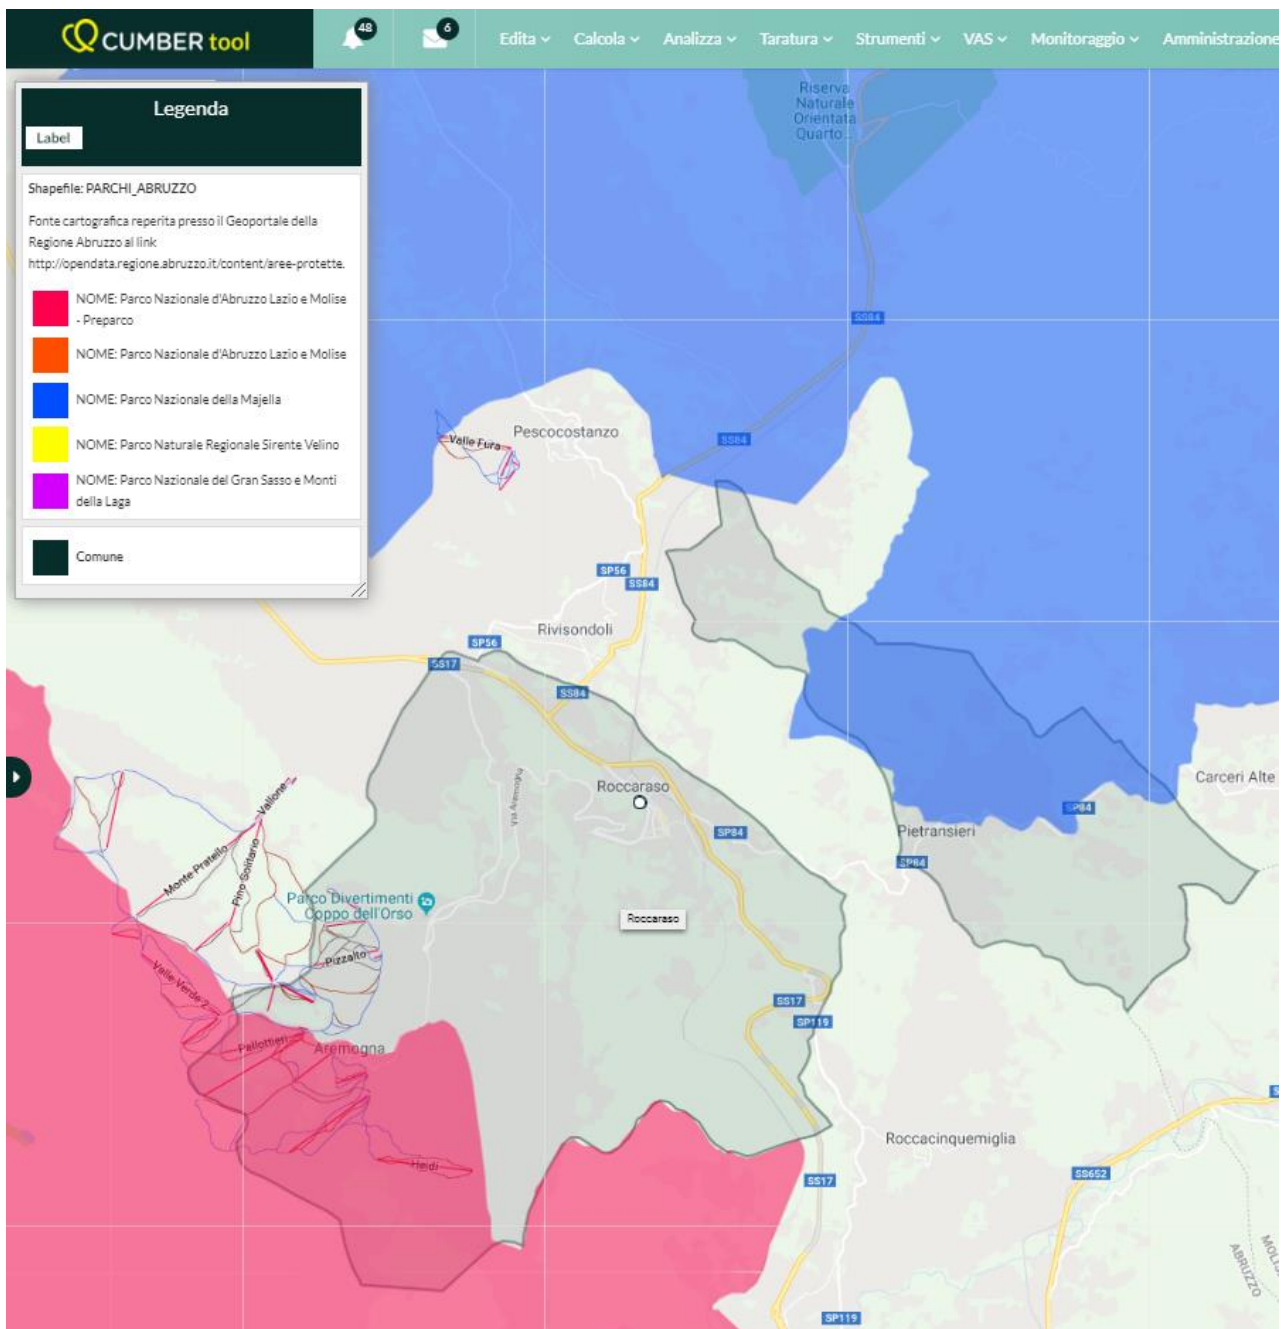 CUMBER tool
48
6
Edita
Calcola
Analizza
Taratura
Strumenti
VAS
Monitoraggio
Amministrazione
Legenda
Label
Shapefile: PARCHI_ABRUZZO
Fonte cartografica reperita presso il Geoportale della
Regione Abruzzo al link
http://opendata.regione.abruzzo.it/content/aree-protette.
NOME: Parco Nazionale d'Abruzzo Lazio e Molise
- Preparco
NOME: Parco Nazionale d'Abruzzo Lazio e Molise
NOME: Parco Nazionale della Majella
NOME: Parco Naturale Regionale Sirente Velino
NOME: Parco Nazionale del Gran Sasso e Monti
della Laga
Comune
Riserva
Naturale
Orientata
Quarto...
SS84
SS84
Pescocostanzo
Valle Fura
SP56
SS84
Rivisondoli
SP56
SS17
SS84
Roccaraso
Via Aremogna
Carceri Alte
SP84
SP84
Pietransieri
SP84
Vallone
Monte Pratello
Pino Solitario
Parco Divertimenti
Coppo dell'Orso
Roccaraso
Pizzalto
Valle Verde 2
SS17
SP119
Pallottieri
Aremogna
Heidi
Roccacinquemiglia
SS17
SS652
ABRUZZO
SP119